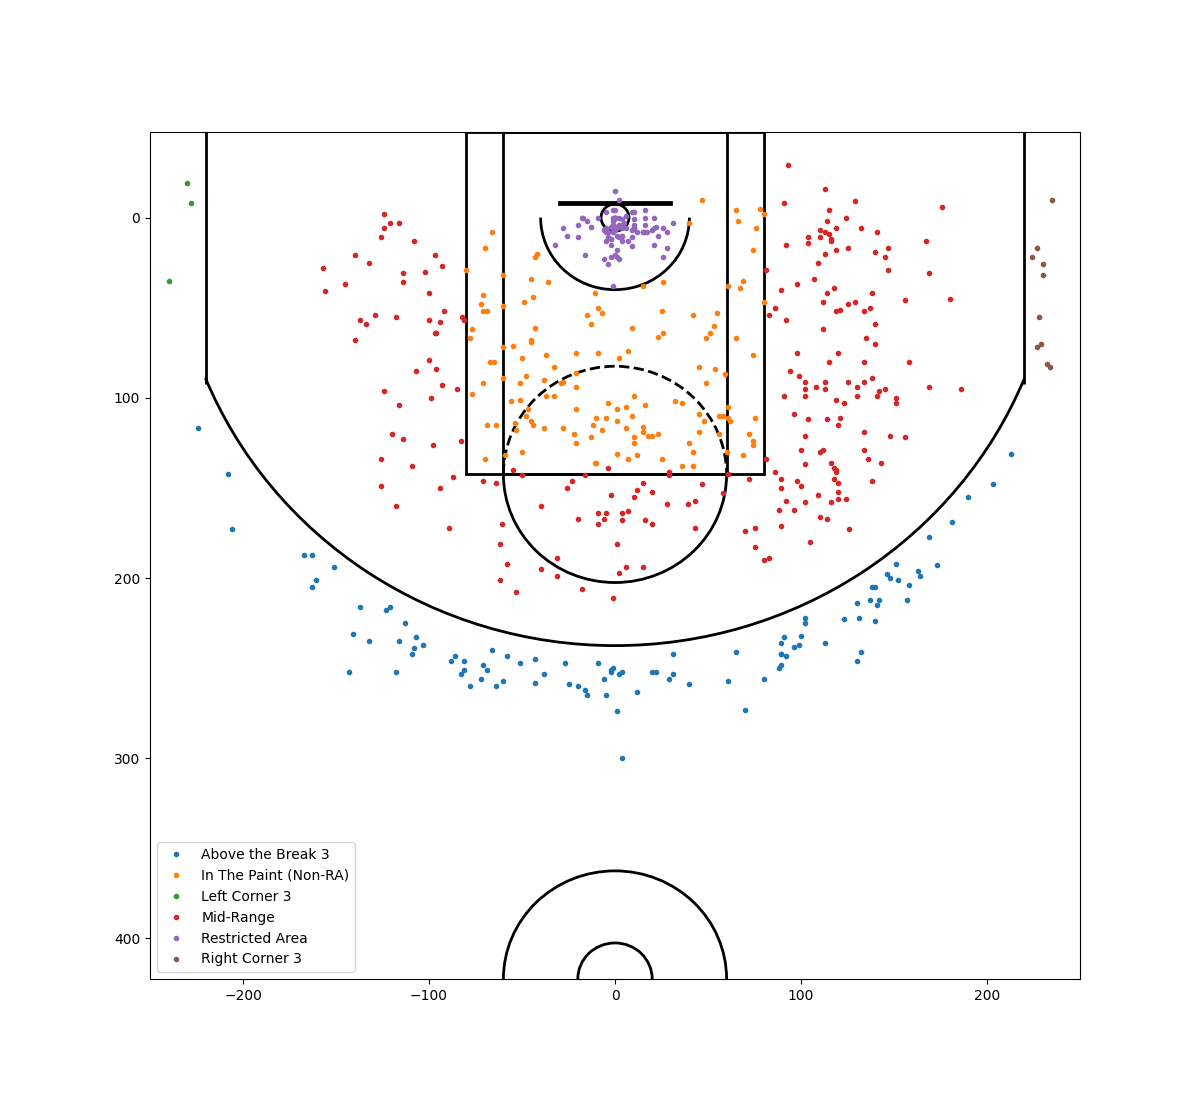 0
100
200
300
400
−200
−100
0
100
200
Above the Break 3
In The Paint (Non-RA)
Left Corner 3
Mid-Range
Restricted Area
Right Corner 3